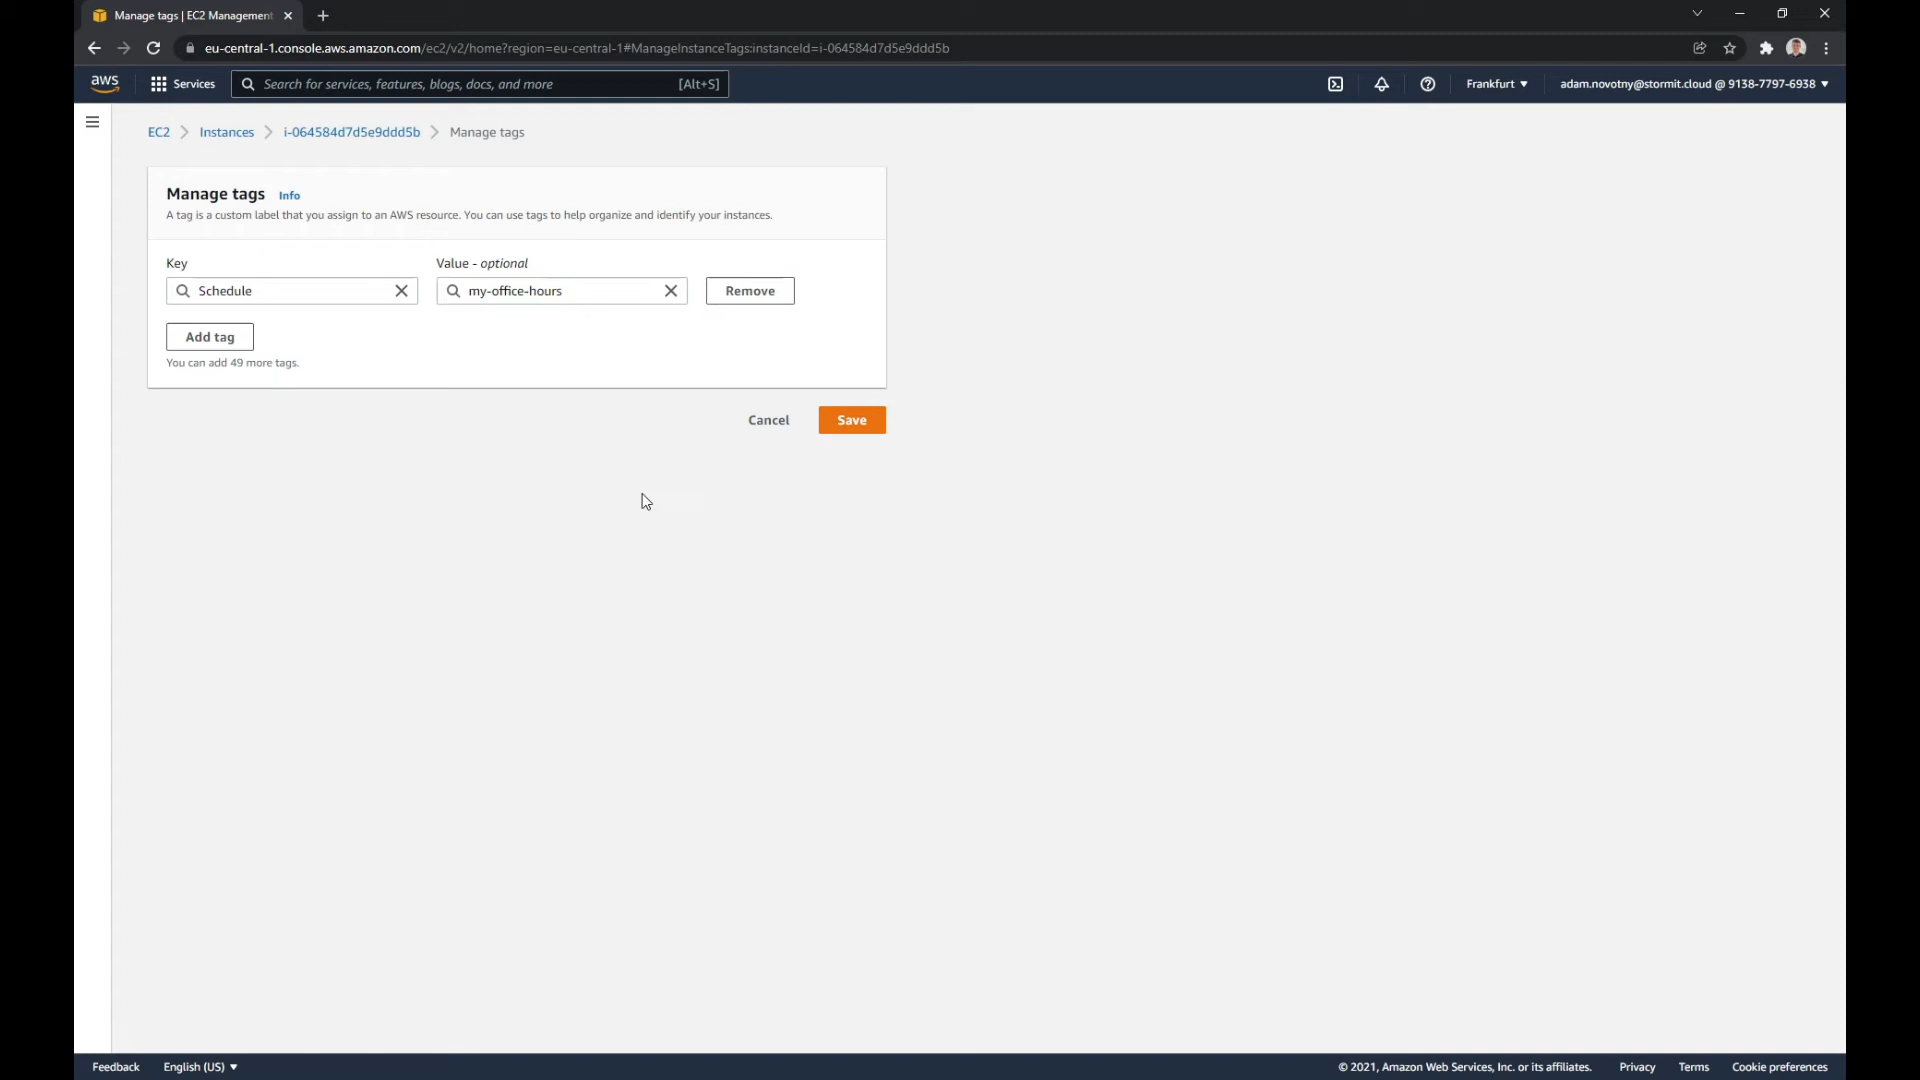 Manage tags | EC2 Management
eu-central-1.console.aws.amazon.com/ec2/v2/home?region=eu-central-1#ManageInstanceTags:instanceId=i-064584d7d5e9ddd5b
aws
Services
Search for services, features, blogs, docs, and more
[Alt+S]
Frankfurt
adam.novotny@stormit.cloud @ 9138-7797-6938
EC2 Instances i-064584d7d5e9ddd5b Manage tags
Manage tags Info
A tag is a custom label that you assign to an AWS resource. You can use tags to help organize and identify your instances.
Key
Value - optional
Schedule
my-office-hours
Remove
Add tag
You can add 49 more tags.
Cancel
Save
Feedback
English (US)
© 2021, Amazon Web Services, Inc. or its affiliates.
Privacy
Terms
Cookie preferences